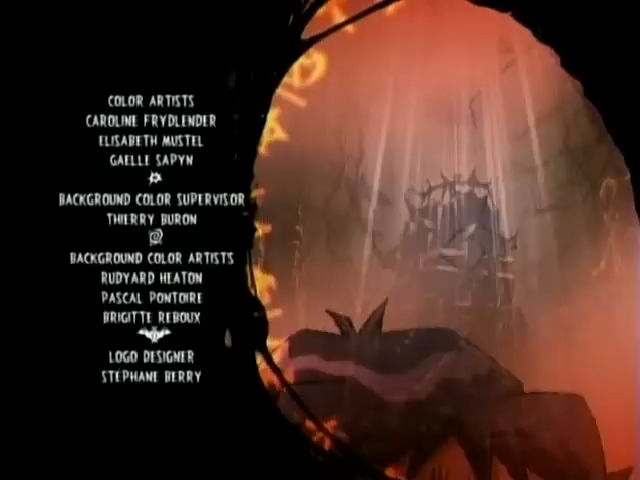 COLOR ARTISTS
CAROLINE FRYDLENDER
ELISABETH MUSTEL
GAELLE SAPYN
BACKGROUND COLOR SUPERVISOR
THIERRY BURON
BACKGROUND COLOR ARTISTS
RUDYARD HEATON
PASCAL PONTOIRE
BRIGITTE REBOUX
LOGO DESIGNER
STÉPHANE BERRY